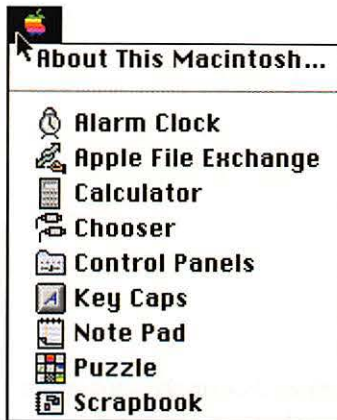 About This Macintosh...
Alarm Clock
Apple File Exchange
Calculator
Chooser
Control Panels
Key Caps
Note Pad
Puzzle
Scrapbook